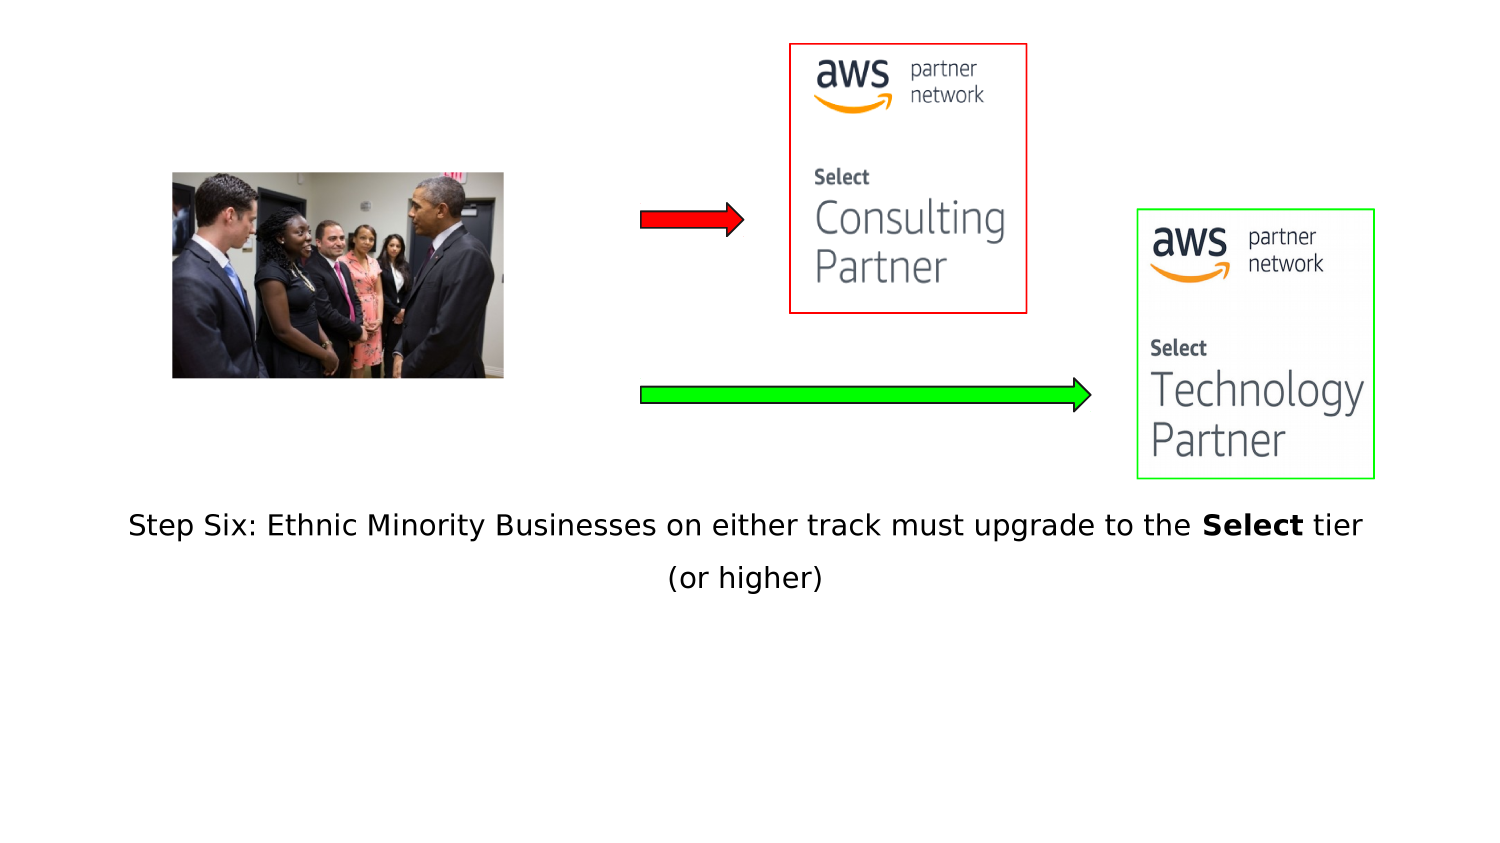 aws partner
network
Select
Consulting
Partner
aws partner
network
Select
Technology
Partner
Step Six: Ethnic Minority Businesses on either track must upgrade to the Select tier
(or higher)